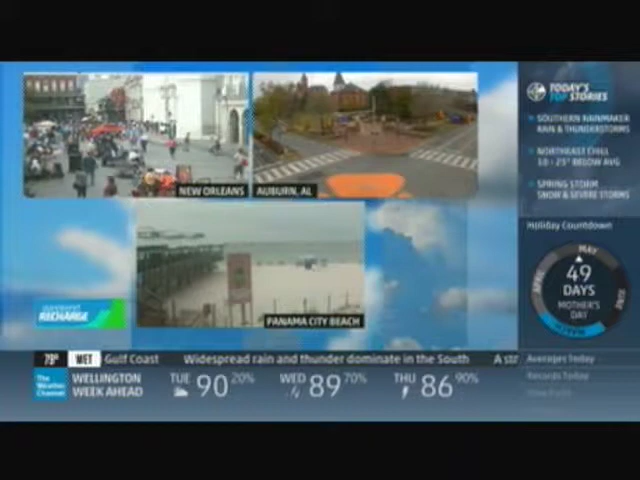 NEW ORLEANS
AUBURN, AL
PANAMA CITY BEACH
RECHARGE
TODAY'S
TOP STORIES
SOUTHERN RAINMAKER
RAIN & THUNDERSTORMS
NORTHEAST CHILL
10 - 25° BELOW AVG
SPRING STORM
SNOW & SEVERE STORMS
Holiday Countdown
MAY
APRIL
49
DAYS
MOTHER'S
DAY
JUNE
MARCH
79° WET Gulf Coast Widespread rain and thunder dominate in the South
The
Weather
Channel
WELLINGTON
WEEK AHEAD
TUE 90 20% WED 89 70% THU 86 90%
Averages Today
Records Today